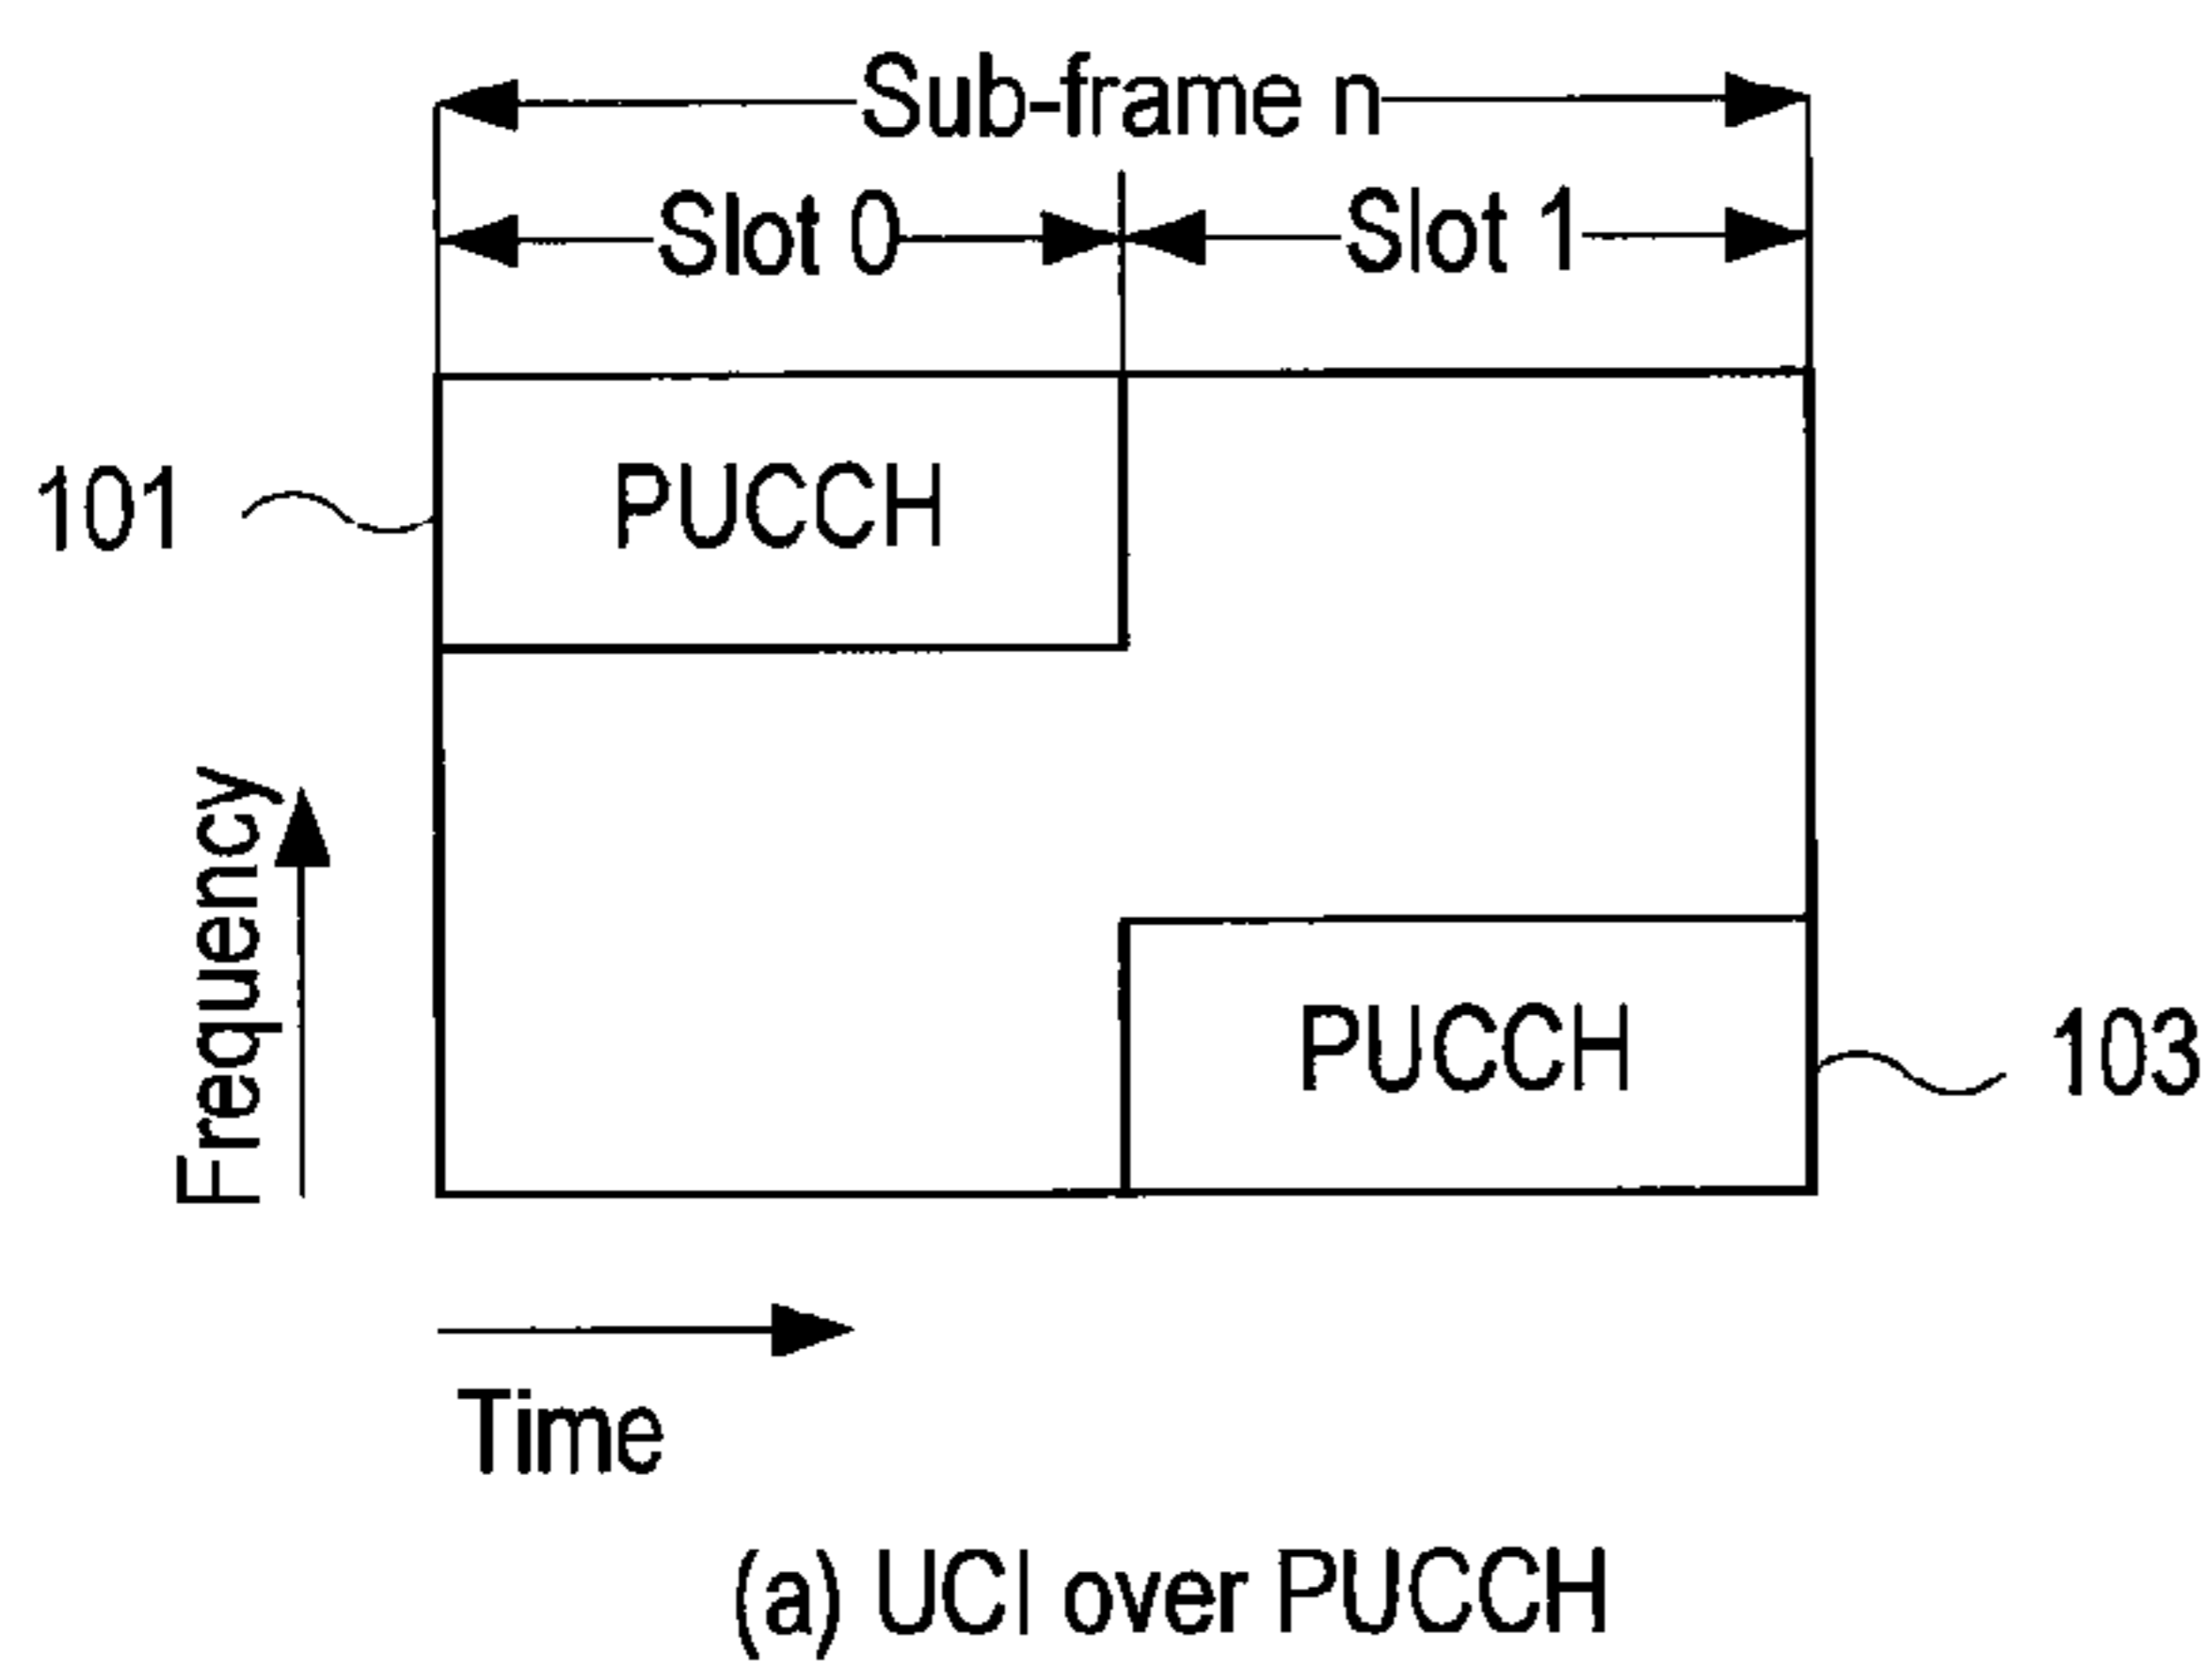 Sub-frame n
Slot 0 Slot 1
101 PUCCH
Frequency
PUCCH 103
Time
(a) UCI over PUCCH